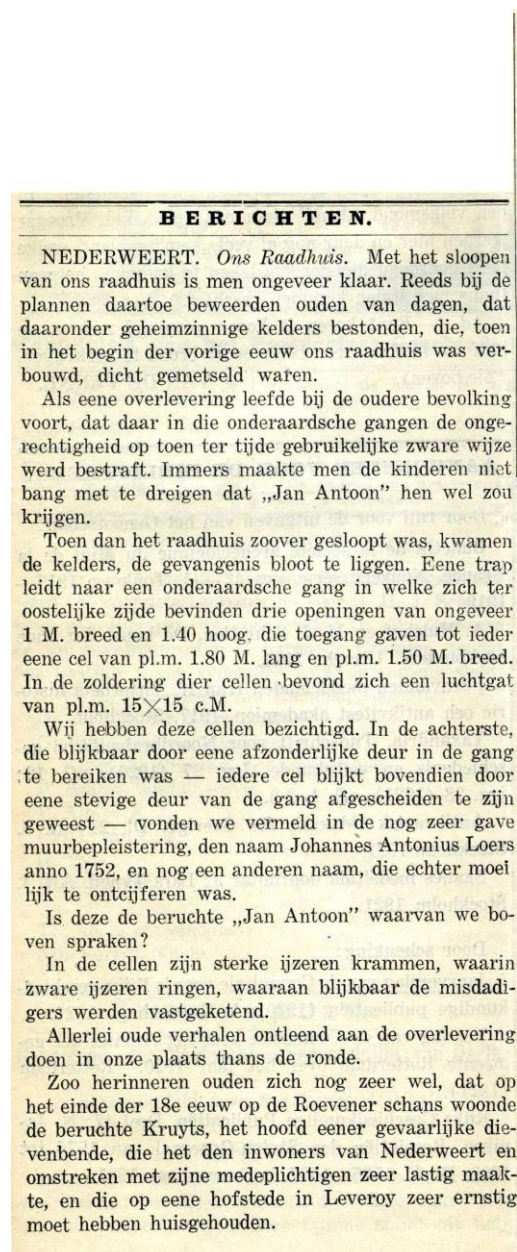 BERICHTEN.
NEDERWEERT. Ons Raadhuis. Met het sloopen
van ons raadhuis is men ongeveer klaar. Reeds bij de
plannen daartoe beweerden ouden van dagen, dat
daaronder geheimzinnige kelders bestonden, die, toen
in het begin der vorige eeuw ons raadhuis was ver-
bouwd, dicht gemetseld waren.
Als eene overlevering leefde bij de oudere bevolking
voort, dat daar in die onderaardsche gangen de onge-
rechtigheid op toen ter tijde gebruikelijke zware wijze
werd bestraft. Immers maakte men de kinderen niet
bang met te dreigen dat „Jan Antoon" hen wel zou
krijgen.
Toen dan het raadhuis zoover gesloopt was, kwamen
de kelders, de gevangenis bloot te liggen. Eene trap
leidt naar een onderaardsche gang in welke zich ter
oostelijke zijde bevinden drie openingen van ongeveer
1 M. breed en 1.40 hoog, die toegang gaven tot ieder
eene cel van pl.m. 1.80 M. lang en pl.m. 1.50 M. breed.
In de zoldering dier cellen bevond zich een luchtgat
van pl.m. 15×15 c.M.
Wij hebben deze cellen bezichtigd. In de achterste,
die blijkbaar door eene afzonderlijke deur in de gang
te bereiken was — iedere cel blijkt bovendien door
eene stevige deur van de gang afgescheiden te zijn
geweest — vonden we vermeld in de nog zeer gave
muurbepleistering, den naam Johannes Antonius Loers
anno 1752, en nog een anderen naam, die echter moei
lijk te ontcijferen was.
Is deze de beruchte „Jan Antoon" waarvan we bo-
ven spraken?
In de cellen zijn sterke ijzeren krammen, waarin
zware ijzeren ringen, waaraan blijkbaar de misdadi-
gers werden vastgeketend.
Allerlei oude verhalen ontleend aan de overlevering
doen in onze plaats thans de ronde.
Zoo herinneren ouden zich nog zeer wel, dat op
het einde der 18e eeuw op de Roevener schans woonde
de beruchte Kruyts, het hoofd eener gevaarlijke die-
venbende, die het den inwoners van Nederweert en
omstreken met zijne medeplichtigen zeer lastig maak-
te, en die op eene hofstede in Leveroy zeer ernstig
moet hebben huisgehouden.